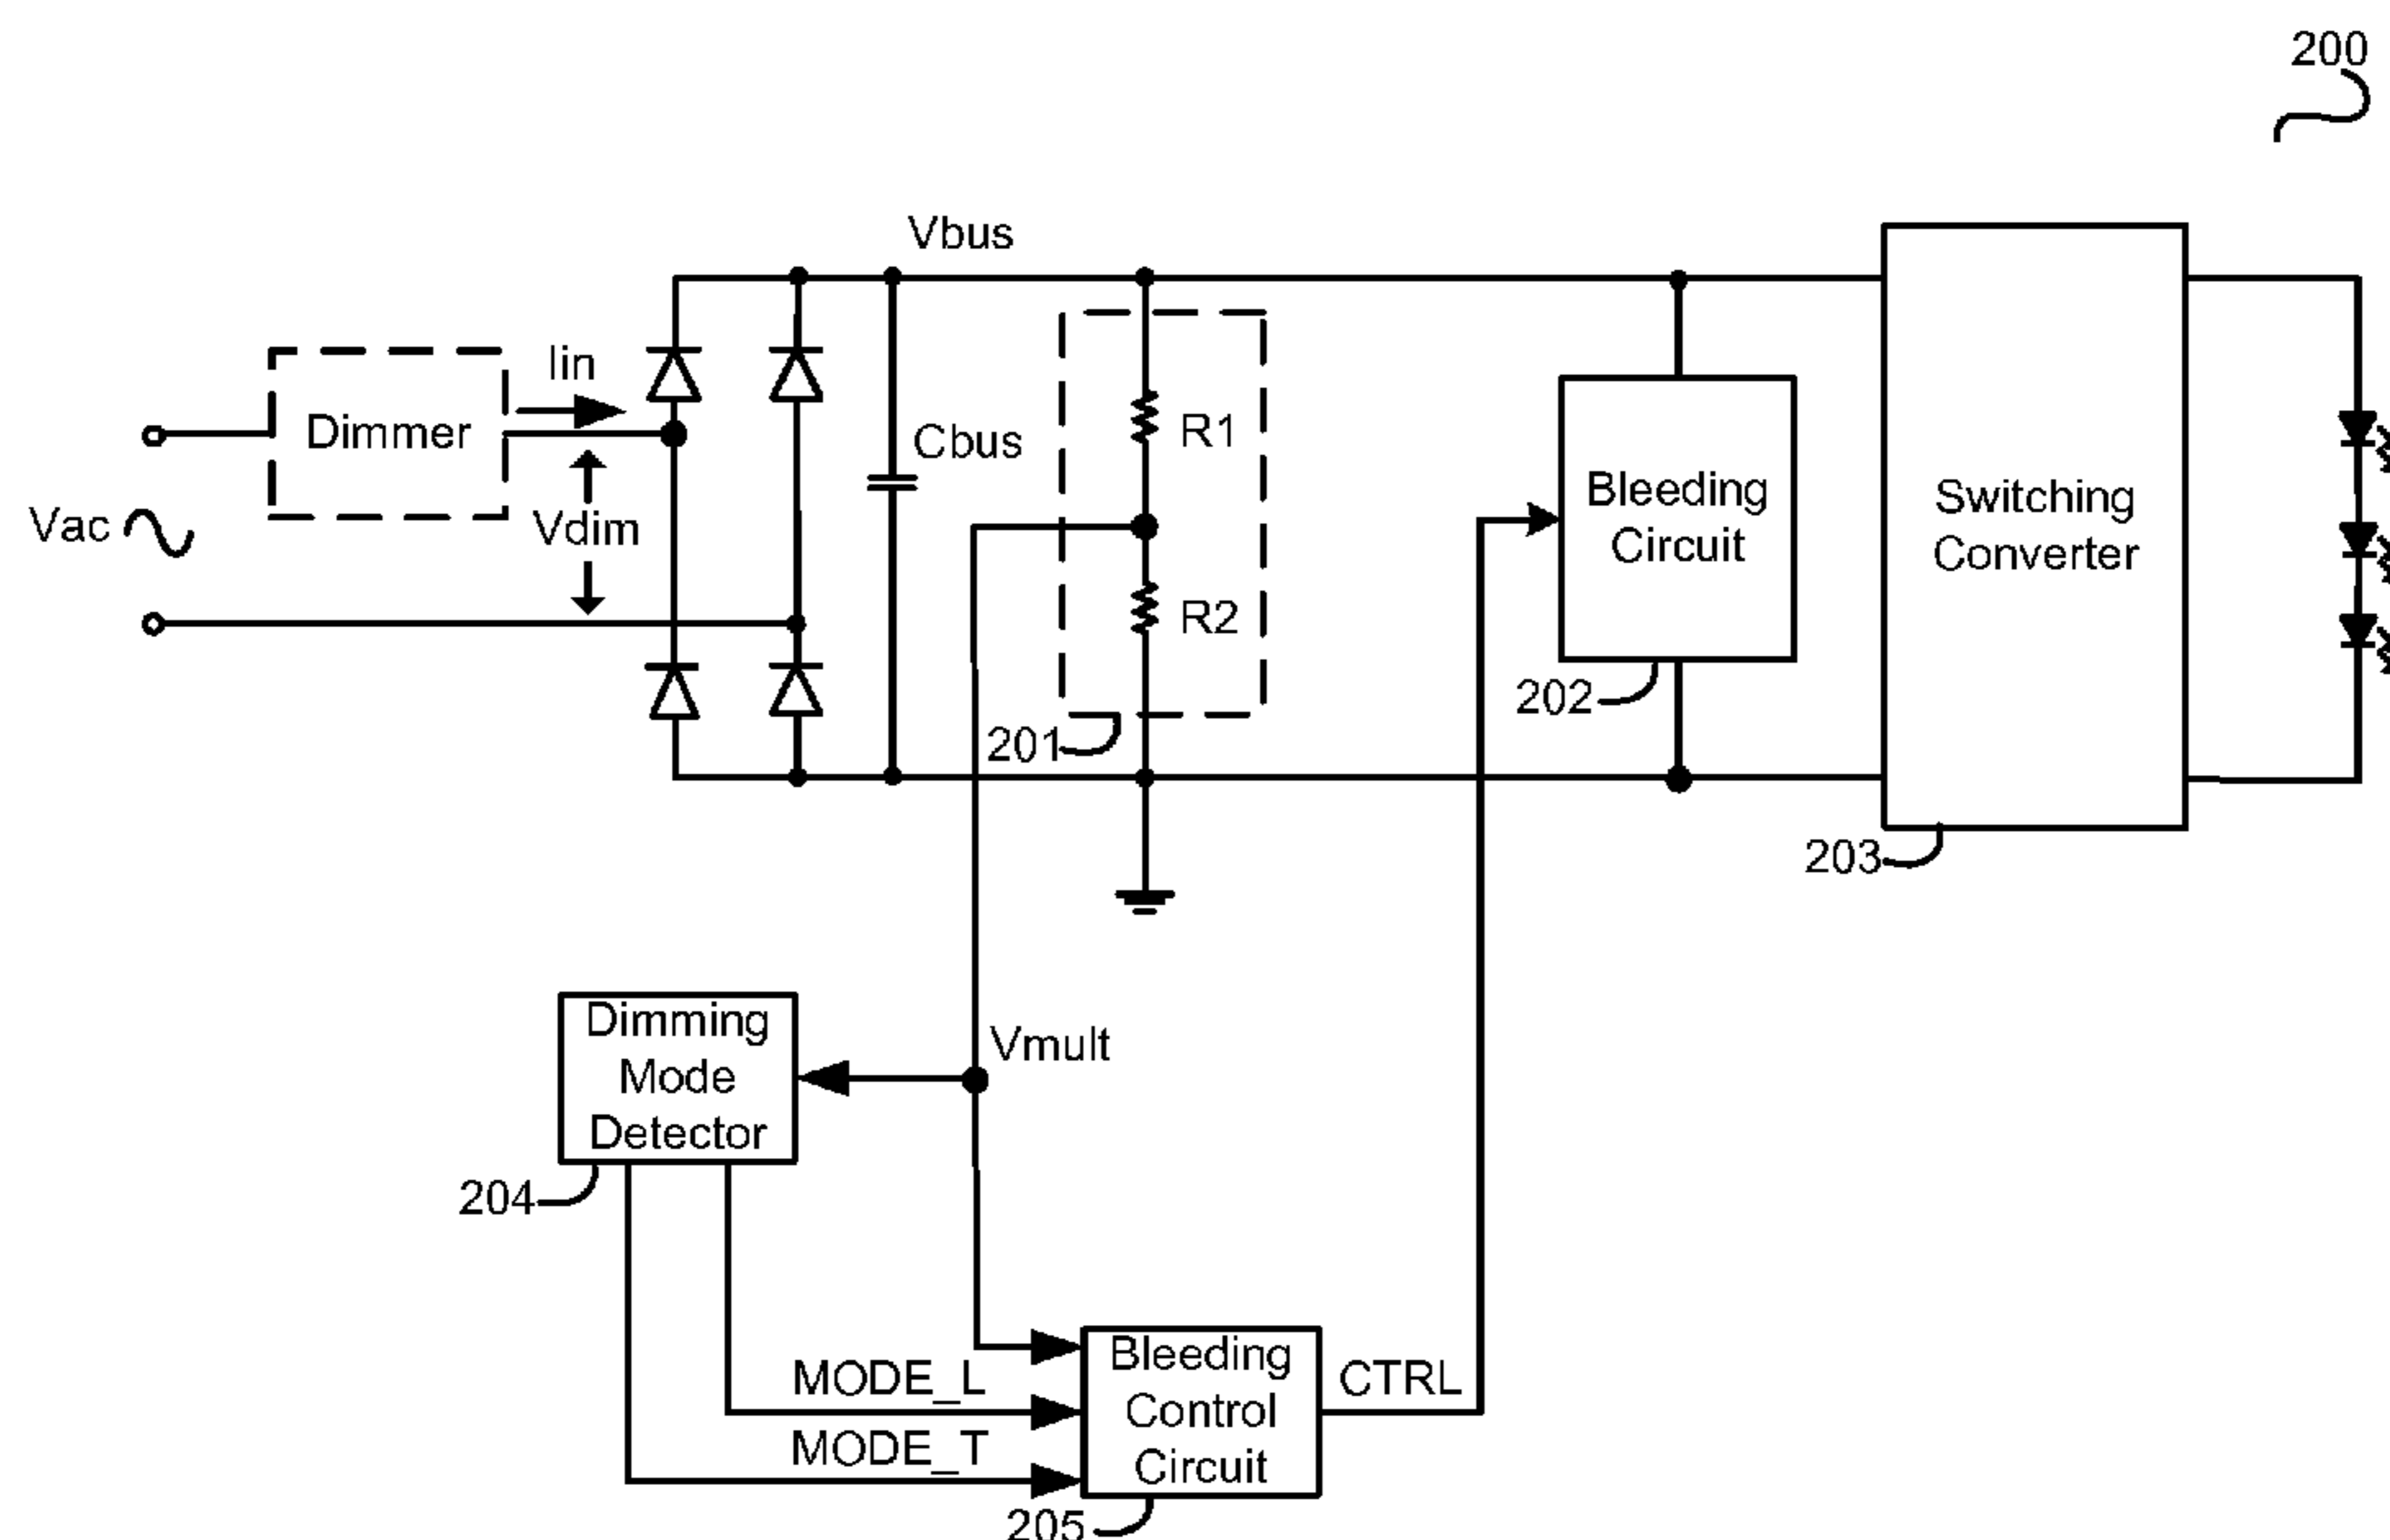 200
Vbus
Iin
Dimmer
Cbus
R1
Vac
Vdim
Bleeding
Circuit
Switching
Converter
R2
202
201
203
Dimming
Mode
Detector
Vmult
204
MODE_L
MODE_T
Bleeding
Control
Circuit
CTRL
205